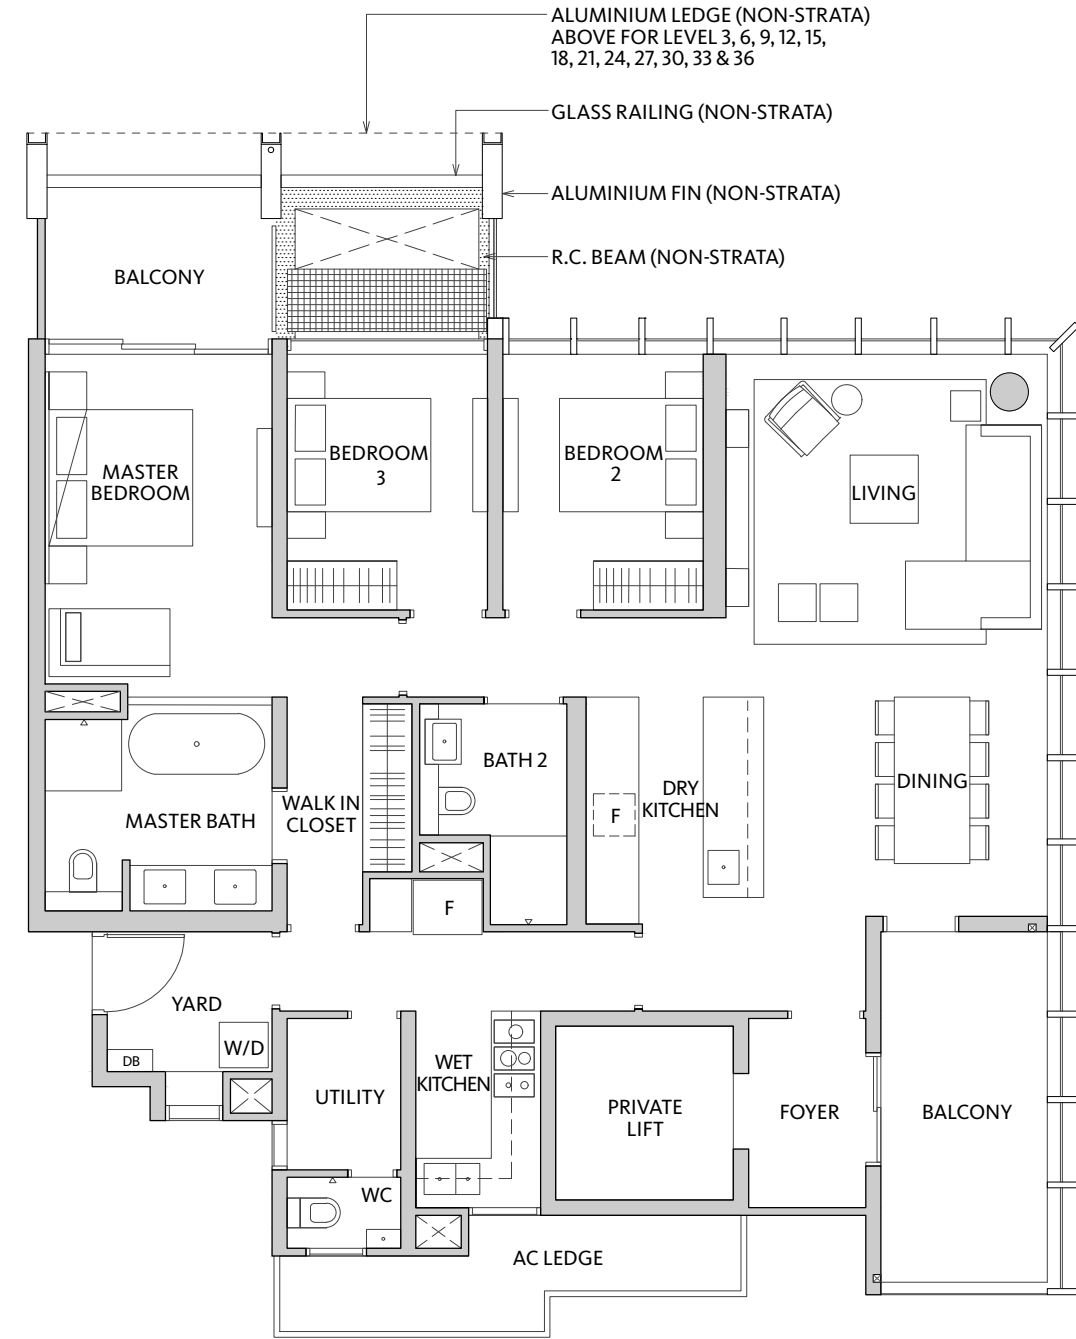 ALUMINIUM LEDGE (NON-STRATA)
ABOVE FOR LEVEL 3, 6, 9, 12, 15,
18, 21, 24, 27, 30, 33 & 36
GLASS RAILING (NON-STRATA)
ALUMINIUM FIN (NON-STRATA)
R.C. BEAM (NON-STRATA)
BALCONY
MASTER
BEDROOM
BEDROOM
3
BEDROOM
2
LIVING
MASTER BATH
WALK IN
CLOSET
BATH 2
F
DRY
KITCHEN
DINING
F
YARD
DB
W/D
UTILITY
WET
KITCHEN
PRIVATE
LIFT
FOYER
BALCONY
WC
AC LEDGE